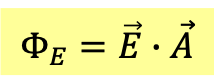 Φ_E = E⃗ · A⃗